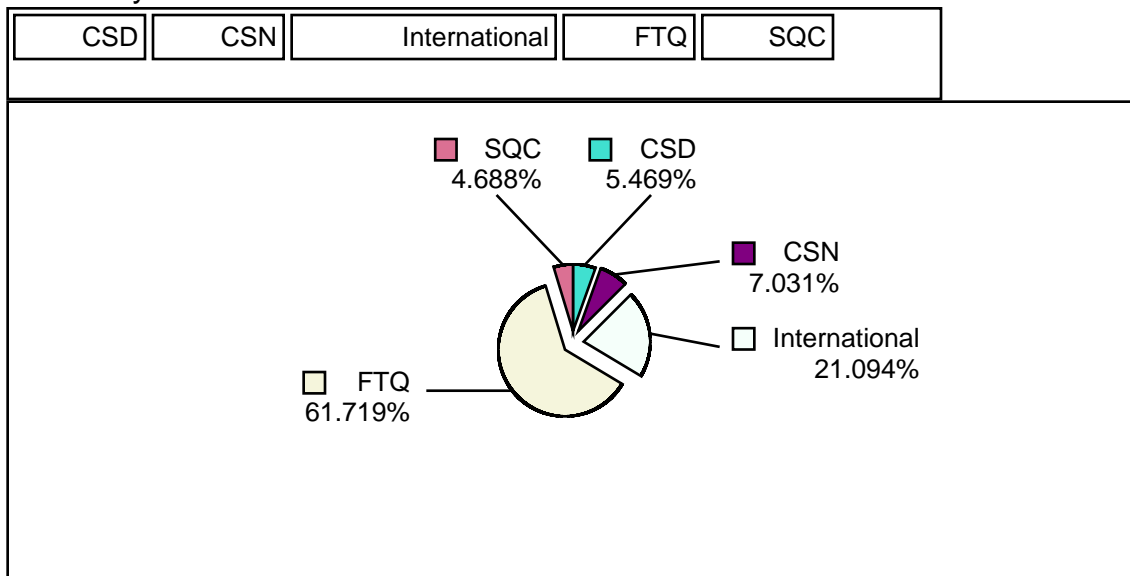 CSD CSN International FTQ SQC
SQC CSD
4.688% 5.469%
CSN
7.031%
International
21.094%
FTQ
61.719%